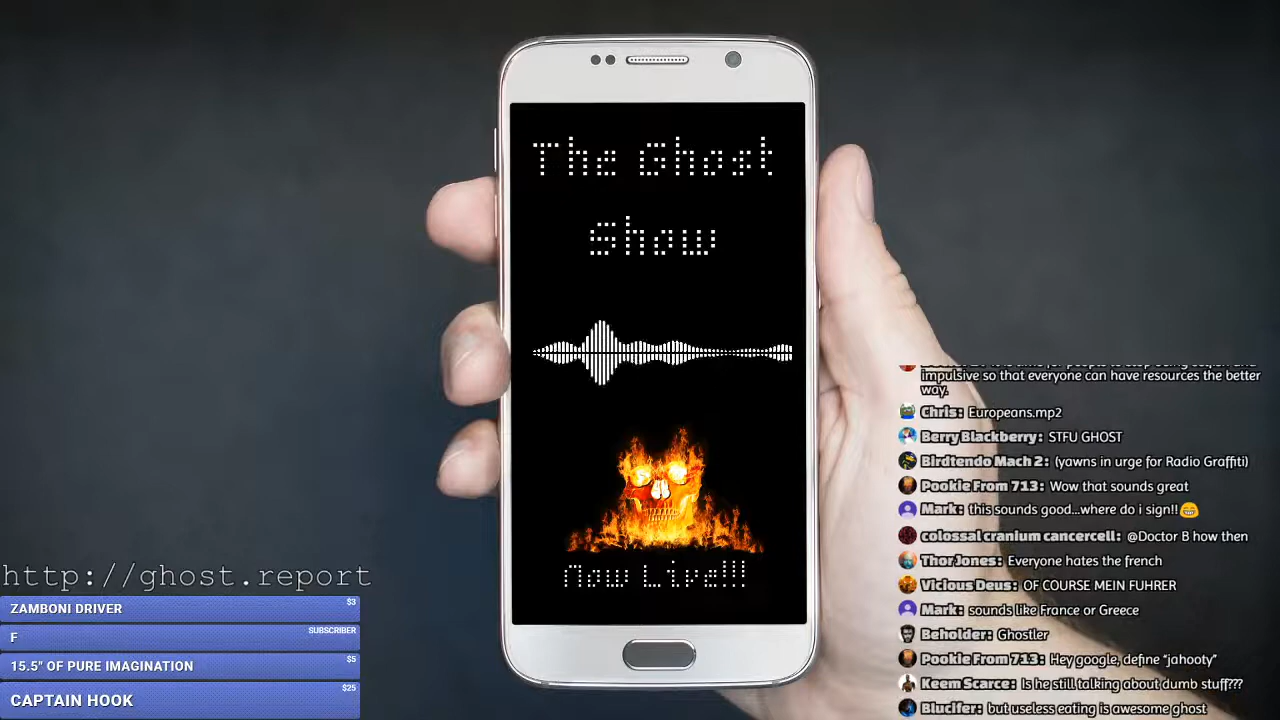 The Ghost
Show
Now Live!!!
http://ghost.report
ZAMBONI DRIVER $3
F SUBSCRIBER
15.5" OF PURE IMAGINATION $5
CAPTAIN HOOK $25
impulsive so that everyone can have resources the better
way.
Chris: Europeans.mp2
Berry Blackberry: STFU GHOST
Birdtendo Mach 2: (yawns in urge for Radio Graffiti)
Pookie From 713: Wow that sounds great
Mark: this sounds good...where do i sign!!😂
colossal cranium cancercell: @Doctor B how then
Thor Jones: Everyone hates the french
Vicious Deus: OF COURSE MEIN FUHRER
Mark: sounds like France or Greece
Beholder: Ghostler
Pookie From 713: Hey google, define “jahooty”
Keem Scarce: Is he still talking about dumb stuff???
Blucifer: but useless eating is awesome ghost